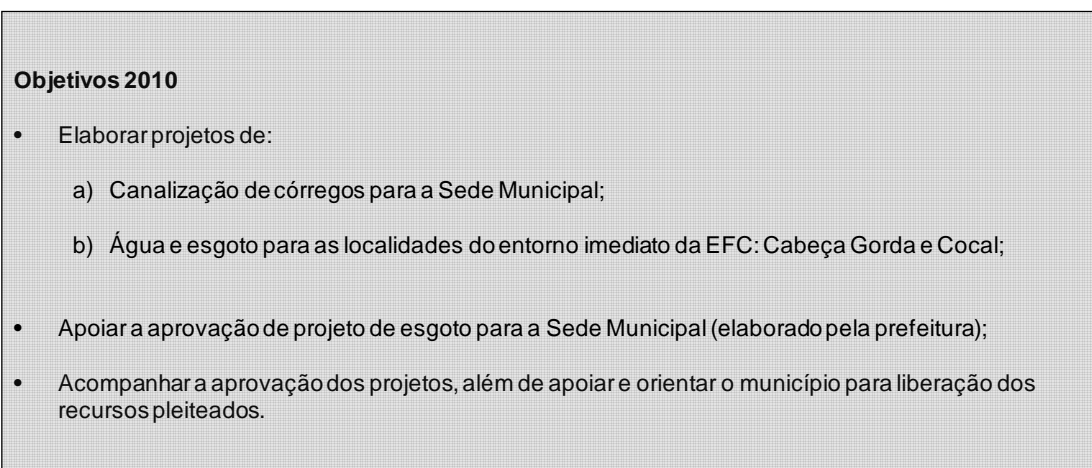 Objetivos 2010
• Elaborar projetos de:
a) Canalização de córregos para a Sede Municipal;
b) Água e esgoto para as localidades do entorno imediato da EFC: Cabeça Gorda e Cocal;
• Apoiar a aprovação de projeto de esgoto para a Sede Municipal (elaborado pela prefeitura);
• Acompanhar a aprovação dos projetos, além de apoiar e orientar o município para liberação dos
recursos pleiteados.